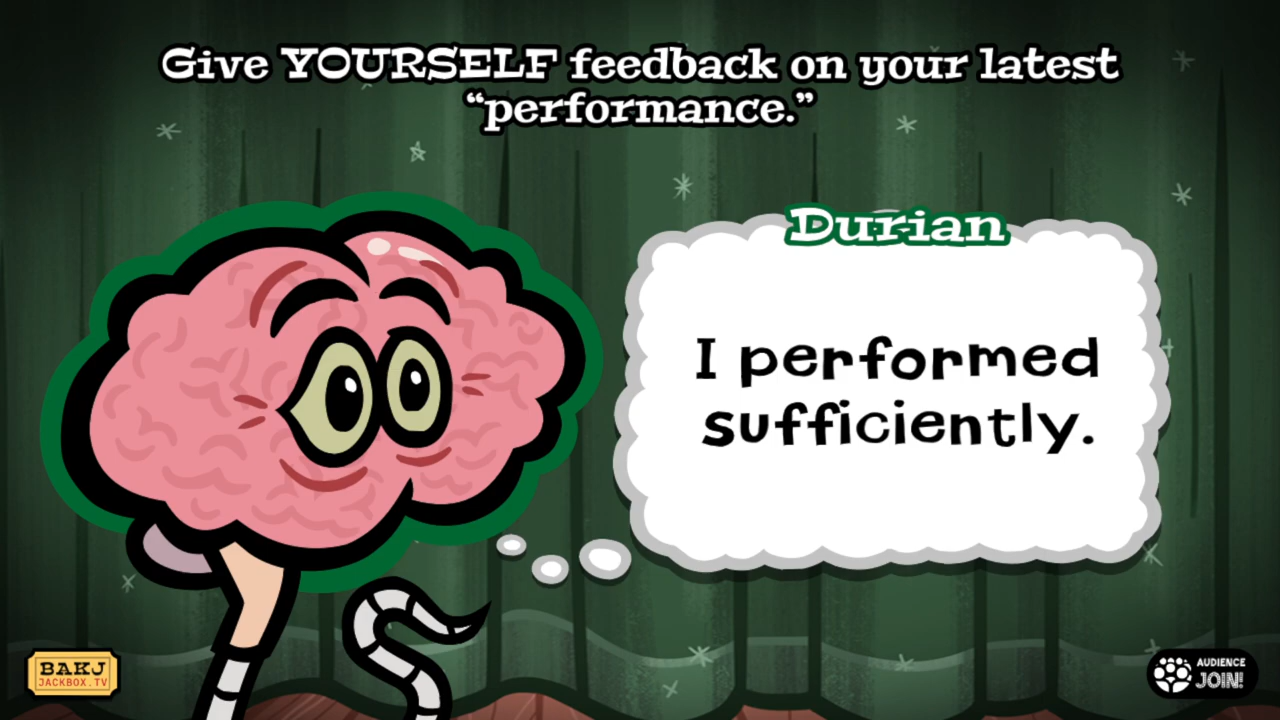 Give YOURSELF feedback on your latest
“performance.”
Durian
I performed
sufficiently.
BAKJ
JACKBOX.TV
AUDIENCE
JOIN!